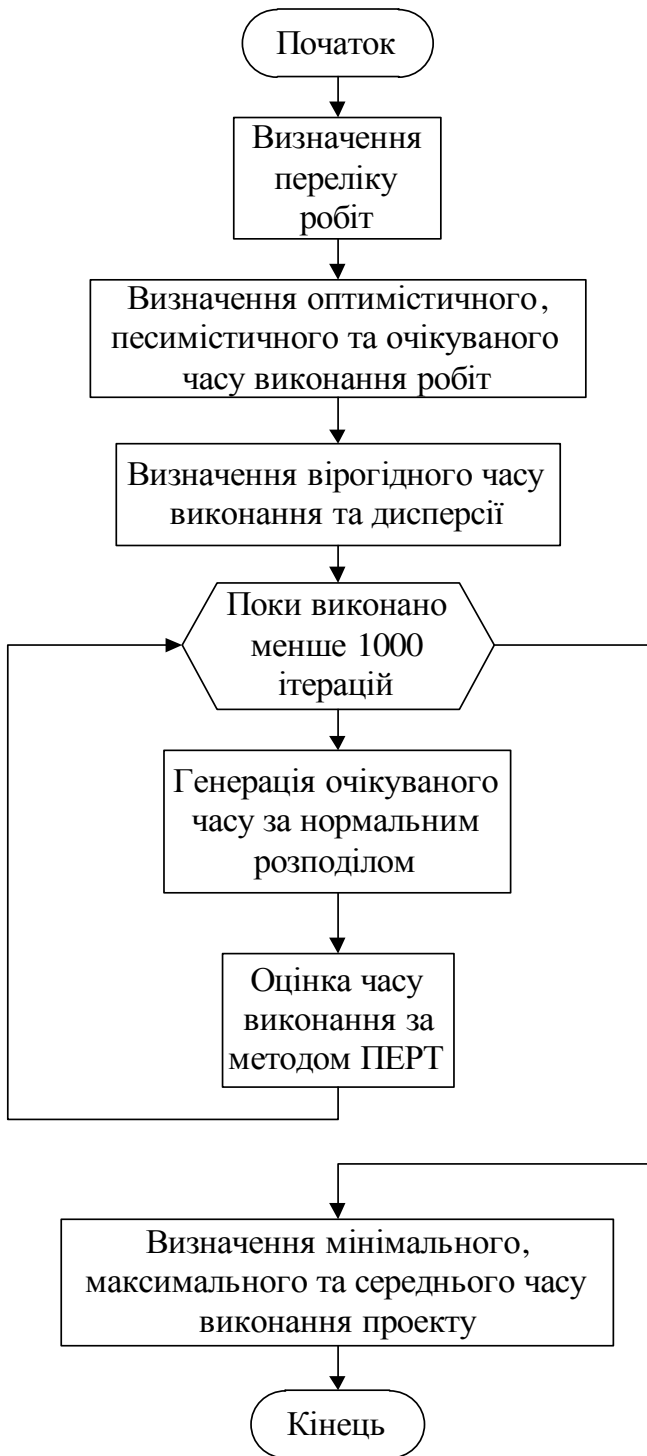 Початок
Визначення
переліку
робіт
Визначення оптимістичного,
песимістичного та очікуваного
часу виконання робіт
Визначення вірогідного часу
виконання та дисперсії
Поки виконано
менше 1000
ітерацій
Генерація очікуваного
часу за нормальним
розподілом
Оцінка часу
виконання за
методом ПЕРТ
Визначення мінімального,
максимального та середнього часу
виконання проекту
Кінець